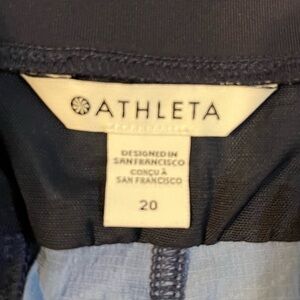 ATHLETA
DESIGNED IN
SAN FRANCISCO
CONÇU À
SAN FRANCISCO
20